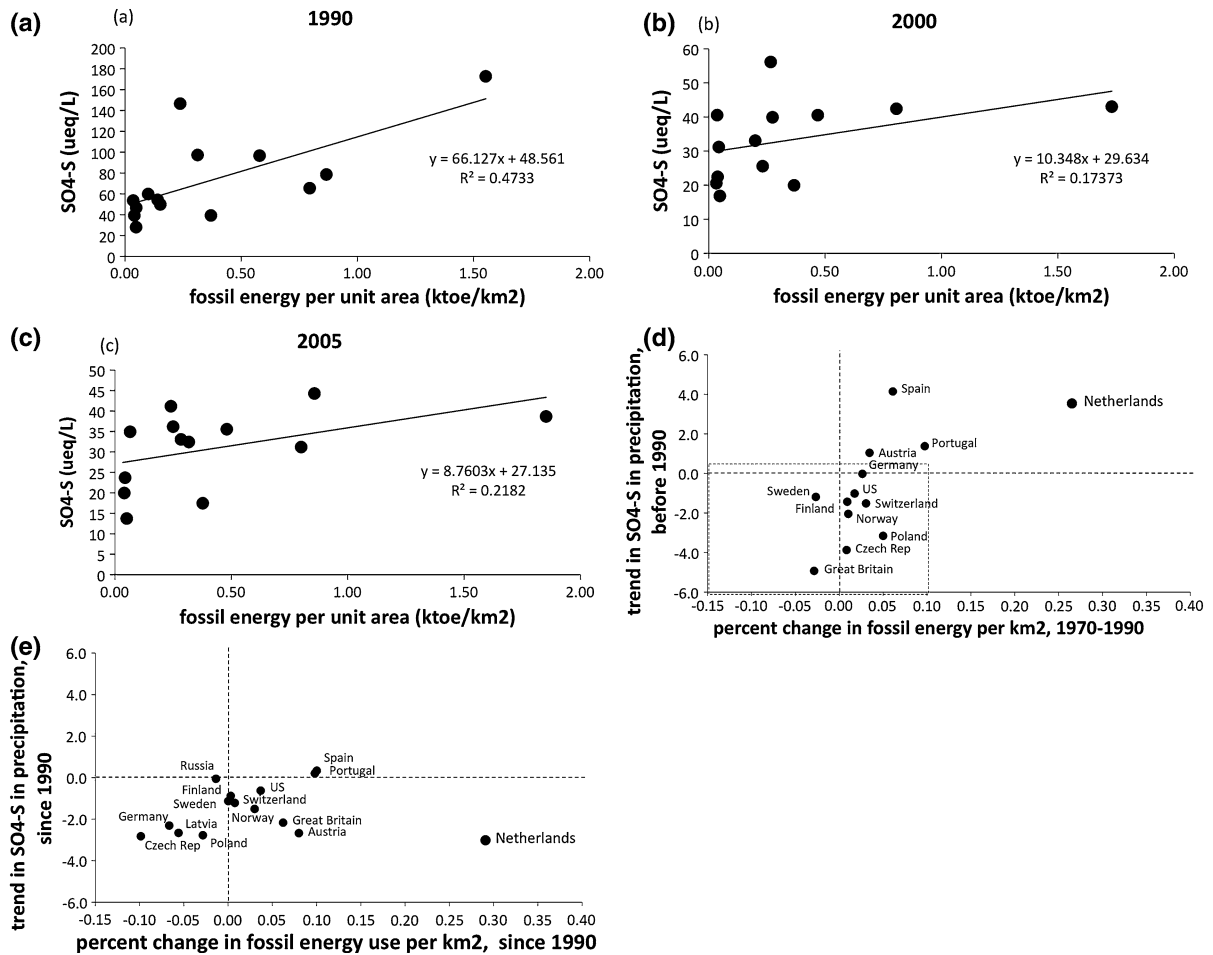 (a)
(a)
1990
200
180
160
140
120
100
80
60
40
20
0
SO4-S (ueq/L)
y = 66.127x + 48.561
R² = 0.4733
0.00
0.50
1.00
1.50
2.00
fossil energy per unit area (ktoe/km2)
(b)
(b)
2000
60
50
40
30
20
10
0
SO4-S (ueq/L)
y = 10.348x + 29.634
R² = 0.17373
0.00
0.50
1.00
1.50
2.00
fossil energy per unit area (ktoe/km2)
(c)
(c)
2005
50
45
40
35
30
25
20
15
10
5
0
SO4-S (ueq/L)
y = 8.7603x + 27.135
R² = 0.2182
0.00
0.50
1.00
1.50
2.00
fossil energy per unit area (ktoe/km2)
(d)
trend in SO4-S in precipitation,
before 1990
6.0
4.0
2.0
0.0
-2.0
-4.0
-6.0
Spain
Netherlands
Portugal
Austria
Germany
Sweden
US
Finland
Switzerland
Norway
Poland
Czech Rep
Great Britain
-0.15
-0.10
-0.05
0.00
0.05
0.10
0.15
0.20
0.25
0.30
0.35
0.40
percent change in fossil energy per km2, 1970-1990
(e)
trend in SO4-S in precipitation,
since 1990
6.0
4.0
2.0
0.0
-2.0
-4.0
-6.0
Spain
Russia
Portugal
Finland
US
Sweden
Switzerland
Germany
Latvia
Norway
Great Britain
Austria
Czech Rep
Poland
Netherlands
-0.15
-0.10
-0.05
0.00
0.05
0.10
0.15
0.20
0.25
0.30
0.35
0.40
percent change in fossil energy use per km2, since 1990